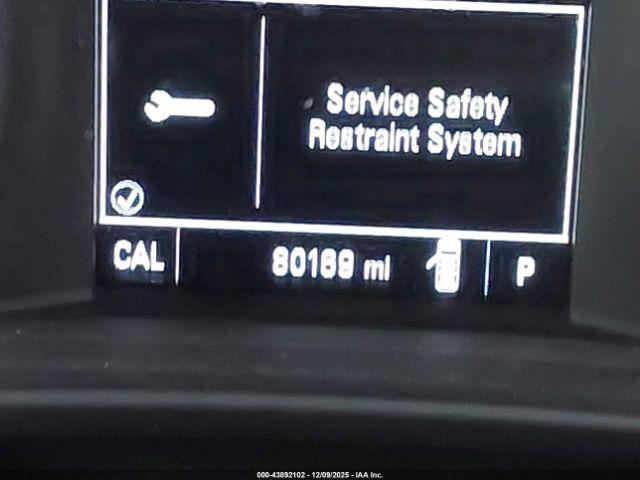 Service Safety
Restraint System
CAL
80169 mi
P
000-43892102 - 12/09/2025 - IAA Inc.